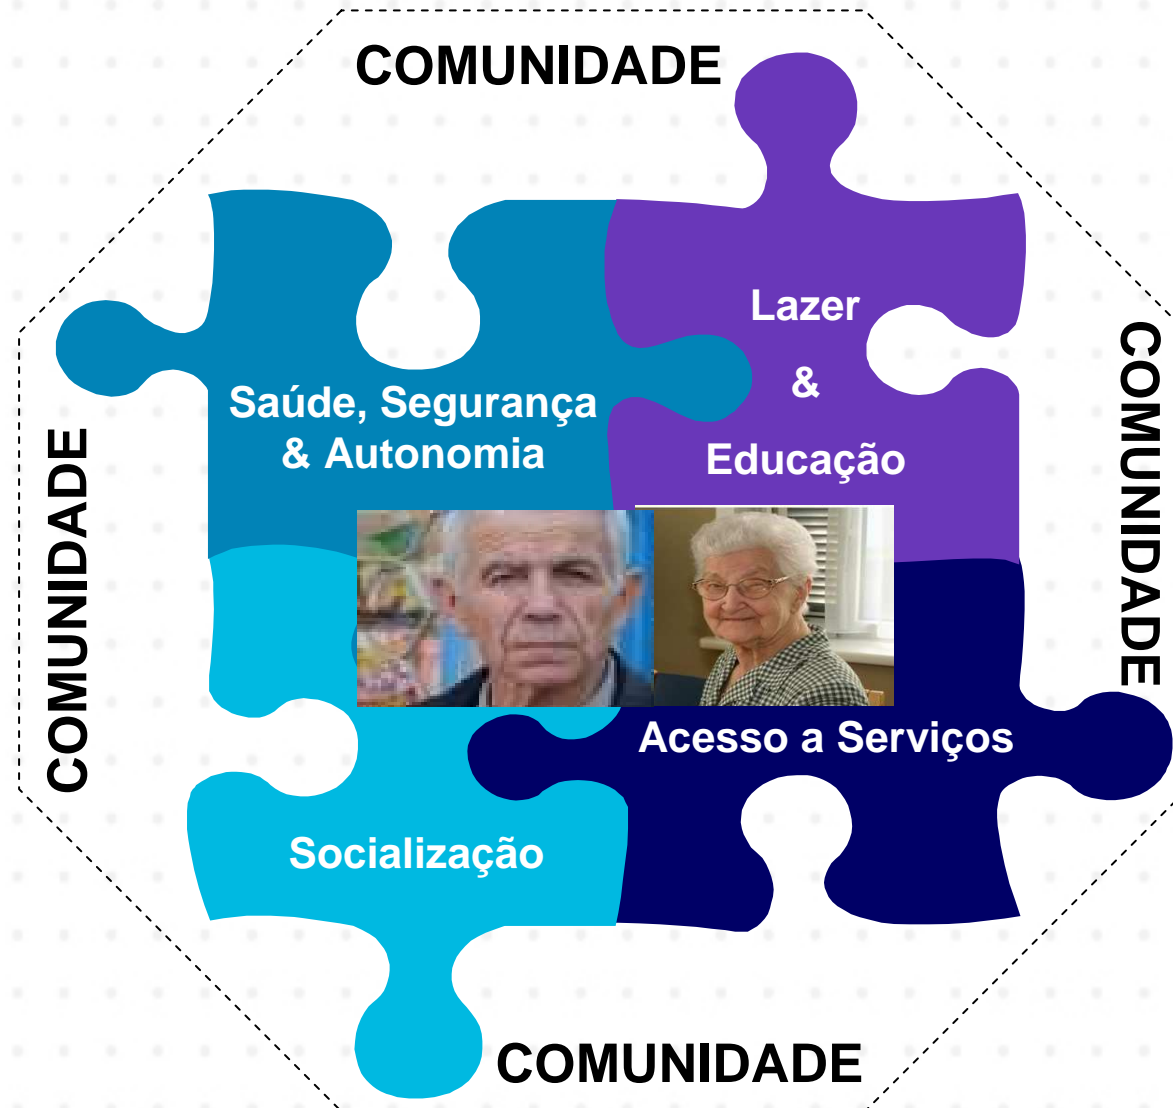 COMUNIDADE
Lazer
&
Educação
Saúde, Segurança
& Autonomia
COMUNIDADE
COMUNIDADE
Acesso a Serviços
Socialização
COMUNIDADE